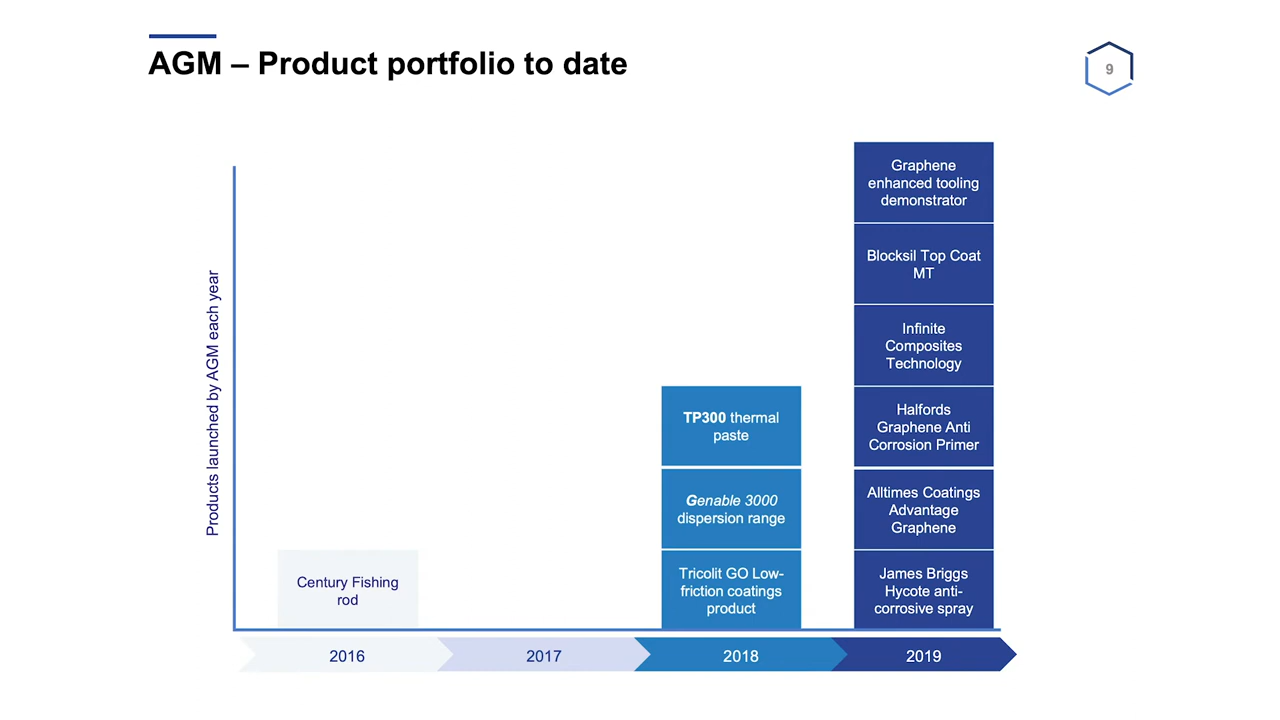 AGM – Product portfolio to date
9
Products launched by AGM each year
Graphene
enhanced tooling
demonstrator
Blocksil Top Coat
MT
Infinite
Composites
Technology
Halfords
Graphene Anti
Corrosion Primer
Alltimes Coatings
Advantage
Graphene
James Briggs
Hycote anti-
corrosive spray
TP300 thermal
paste
Genable 3000
dispersion range
Tricolit GO Low-
friction coatings
product
Century Fishing
rod
2016
2017
2018
2019